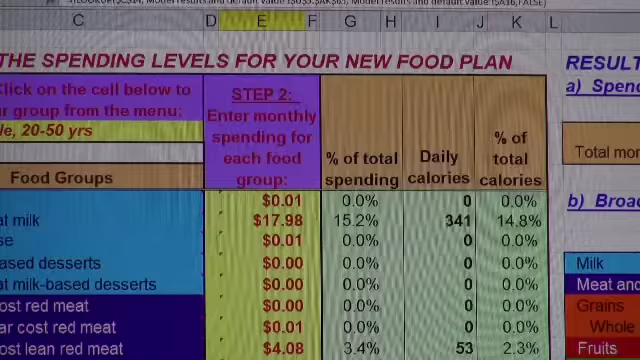 C D E F G H I J K L
THE SPENDING LEVELS FOR YOUR NEW FOOD PLAN
RESULT
Click on the cell below to
ur group from the menu:
le, 20-50 yrs
STEP 2:
Enter monthly
spending for
each food
group:
% of total
spending
Daily
calories
% of
total
calories
a) Spend
Total mon
Food Groups
$0.01 0.0% 0 0.0%
at milk $17.98 15.2% 341 14.8%
se $0.01 0.0% 0 0.0%
ased desserts $0.00 0.0% 0 0.0%
at milk-based desserts $0.00 0.0% 0 0.0%
ost red meat $0.00 0.0% 0 0.0%
ar cost red meat $0.01 0.0% 0 0.0%
ost lean red meat $4.08 3.4% 53 2.3%
b) Broad
Milk
Meat and
Grains
Whole
Fruits